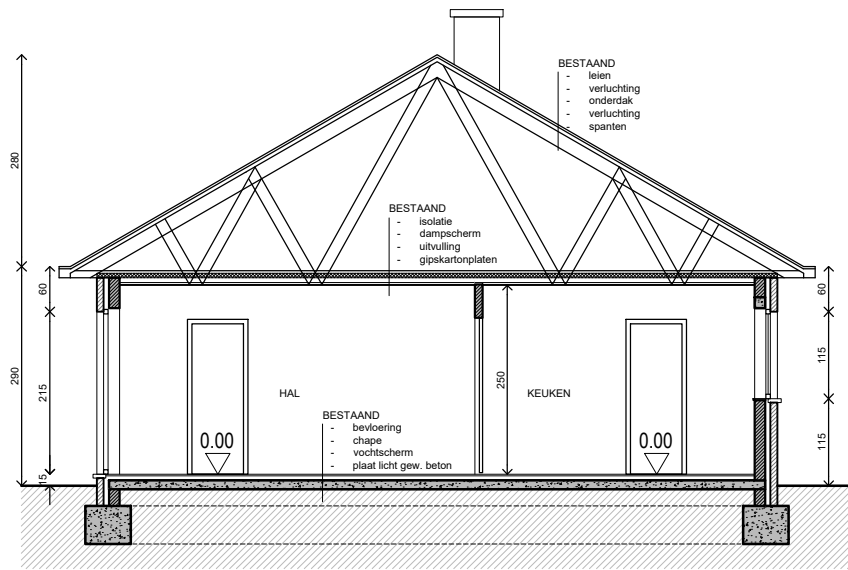 BESTAAND
- leien
- verluchting
- onderdak
- verluchting
- spanten
280
BESTAAND
- isolatie
- dampscherm
- uitvulling
- gipskartonplaten
60
60
290
215
250
115
HAL
KEUKEN
BESTAAND
- bevloering
- chape
- vochtscherm
- plaat licht gew. beton
0.00
0.00
115
15